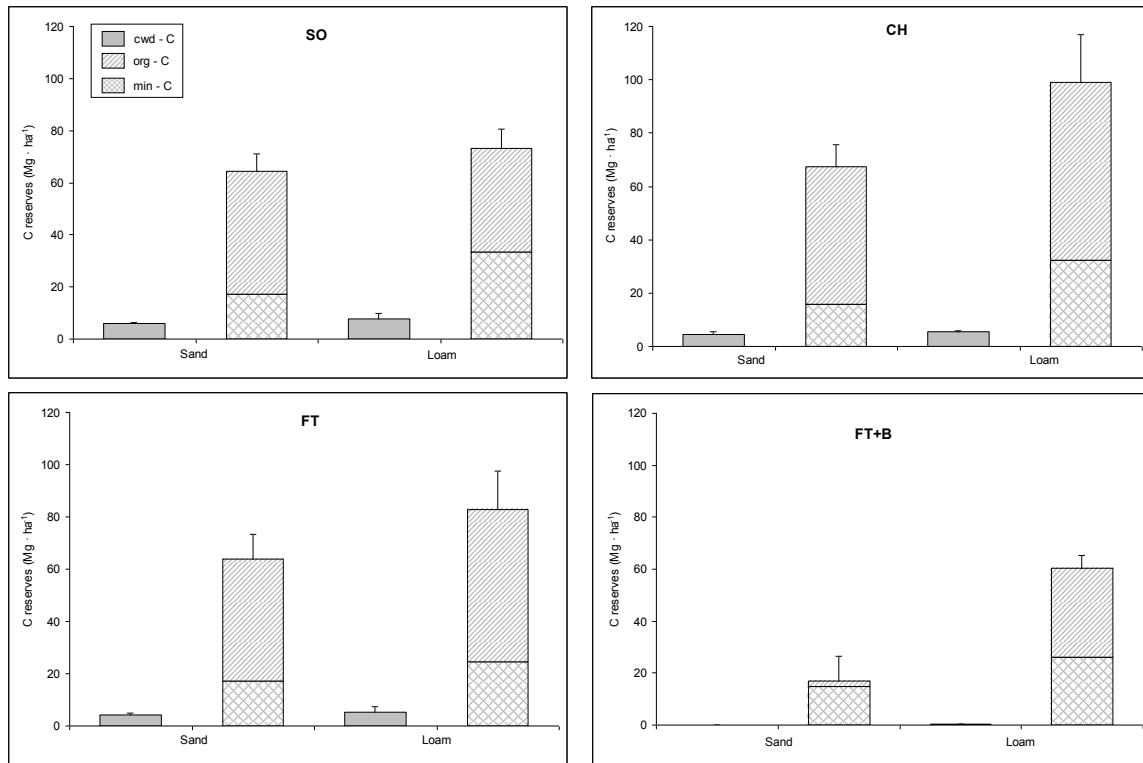 SO
cwd - C
org - C
min - C
C reserves (Mg · ha⁻¹)
120
100
80
60
40
20
0
Sand Loam
CH
C reserves (Mg · ha⁻¹)
120
100
80
60
40
20
0
Sand Loam
FT
C reserves (Mg · ha⁻¹)
120
100
80
60
40
20
0
Sand Loam
FT+B
C reserves (Mg · ha⁻¹)
120
100
80
60
40
20
0
Sand Loam